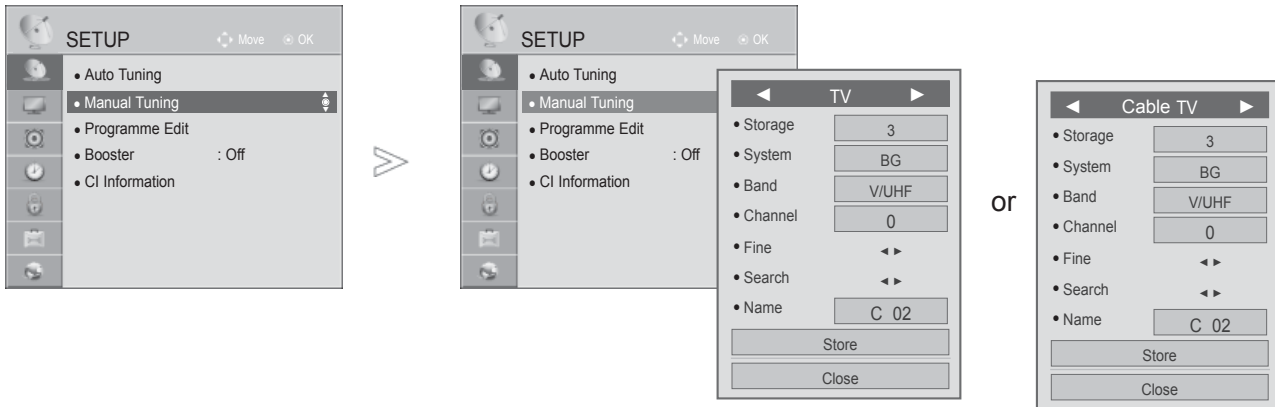 SETUP Move OK
• Auto Tuning
• Manual Tuning
• Programme Edit
• Booster : Off
• CI Information
SETUP Move OK
• Auto Tuning
• Manual Tuning
• Programme Edit
• Booster : Off
• CI Information
◄ TV ►
• Storage 3
• System BG
• Band V/UHF
• Channel 0
• Fine ◄ ►
• Search ◄ ►
• Name C 02
Store
Close
or
◄ Cable TV ►
• Storage 3
• System BG
• Band V/UHF
• Channel 0
• Fine ◄ ►
• Search ◄ ►
• Name C 02
Store
Close